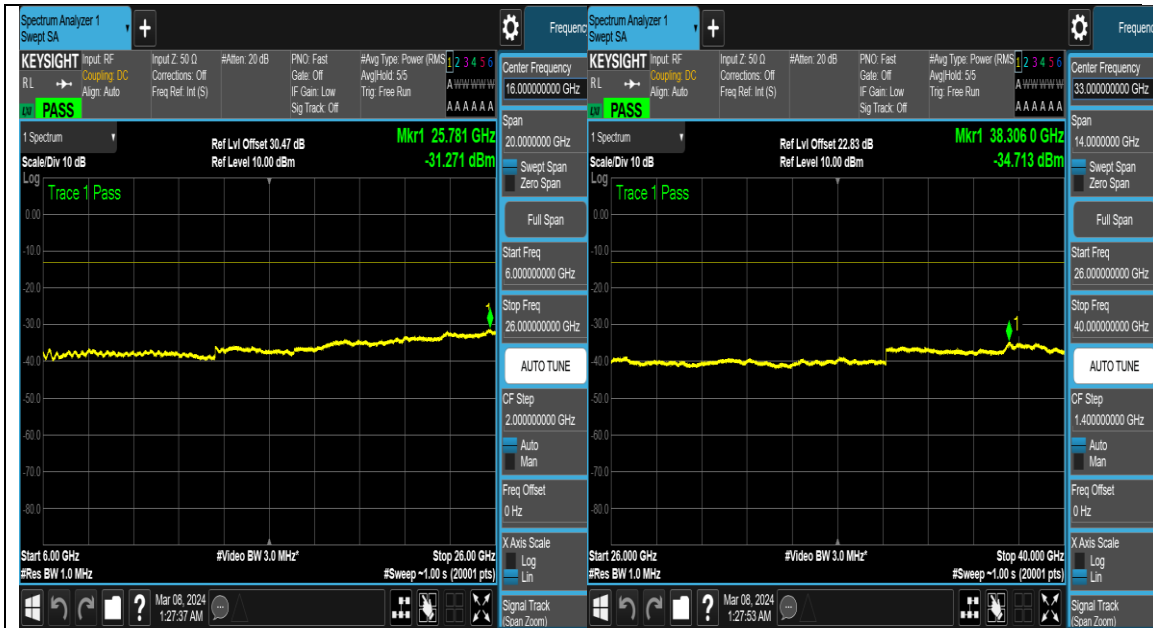 Spectrum Analyzer 1
Swept SA
+
Frequenc
KEYSIGHT
RL
Input: RF
Coupling: DC
Align: Auto
Input Z: 50 Ω
Corrections: Off
Freq Ref: Int (S)
#Atten: 20 dB
PNO: Fast
Gate: Off
IF Gain: Low
Sig Track: Off
#Avg Type: Power (RMS
Avg|Hold: 5/5
Trig: Free Run
1 2 3 4 5 6
A W W W W W
A A A A A A
PASS
1 Spectrum
Scale/Div 10 dB
Ref Lvl Offset 30.47 dB
Ref Level 10.00 dBm
Mkr1 25.781 GHz
-31.271 dBm
Log
Trace 1 Pass
0.00
-10.0
-20.0
-30.0
-40.0
-50.0
-60.0
-70.0
-80.0
1
Start 6.00 GHz
#Res BW 1.0 MHz
#Video BW 3.0 MHz*
Stop 26.00 GHz
#Sweep ~1.00 s (20001 pts)
Center Frequency
16.000000000 GHz
Span
20.0000000 GHz
Swept Span
Zero Span
Full Span
Start Freq
6.000000000 GHz
Stop Freq
26.000000000 GHz
AUTO TUNE
CF Step
2.000000000 GHz
Auto
Man
Freq Offset
0 Hz
X Axis Scale
Log
Lin
Signal Track
(Span Zoom)
?
Mar 08, 2024
1:27:37 AM
Spectrum Analyzer 1
Swept SA
+
Frequenc
KEYSIGHT
RL
Input: RF
Coupling: DC
Align: Auto
Input Z: 50 Ω
Corrections: Off
Freq Ref: Int (S)
#Atten: 20 dB
PNO: Fast
Gate: Off
IF Gain: Low
Sig Track: Off
#Avg Type: Power (RMS
Avg|Hold: 5/5
Trig: Free Run
1 2 3 4 5 6
A W W W W W
A A A A A A
PASS
1 Spectrum
Scale/Div 10 dB
Ref Lvl Offset 22.83 dB
Ref Level 10.00 dBm
Mkr1 38.306 0 GHz
-34.713 dBm
Log
Trace 1 Pass
0.00
-10.0
-20.0
-30.0
-40.0
-50.0
-60.0
-70.0
-80.0
1
Start 26.000 GHz
#Res BW 1.0 MHz
#Video BW 3.0 MHz*
Stop 40.000 GHz
#Sweep ~1.00 s (20001 pts)
Center Frequency
33.000000000 GHz
Span
14.0000000 GHz
Swept Span
Zero Span
Full Span
Start Freq
26.000000000 GHz
Stop Freq
40.000000000 GHz
AUTO TUNE
CF Step
1.400000000 GHz
Auto
Man
Freq Offset
0 Hz
X Axis Scale
Log
Lin
Signal Track
(Span Zoom)
?
Mar 08, 2024
1:27:53 AM